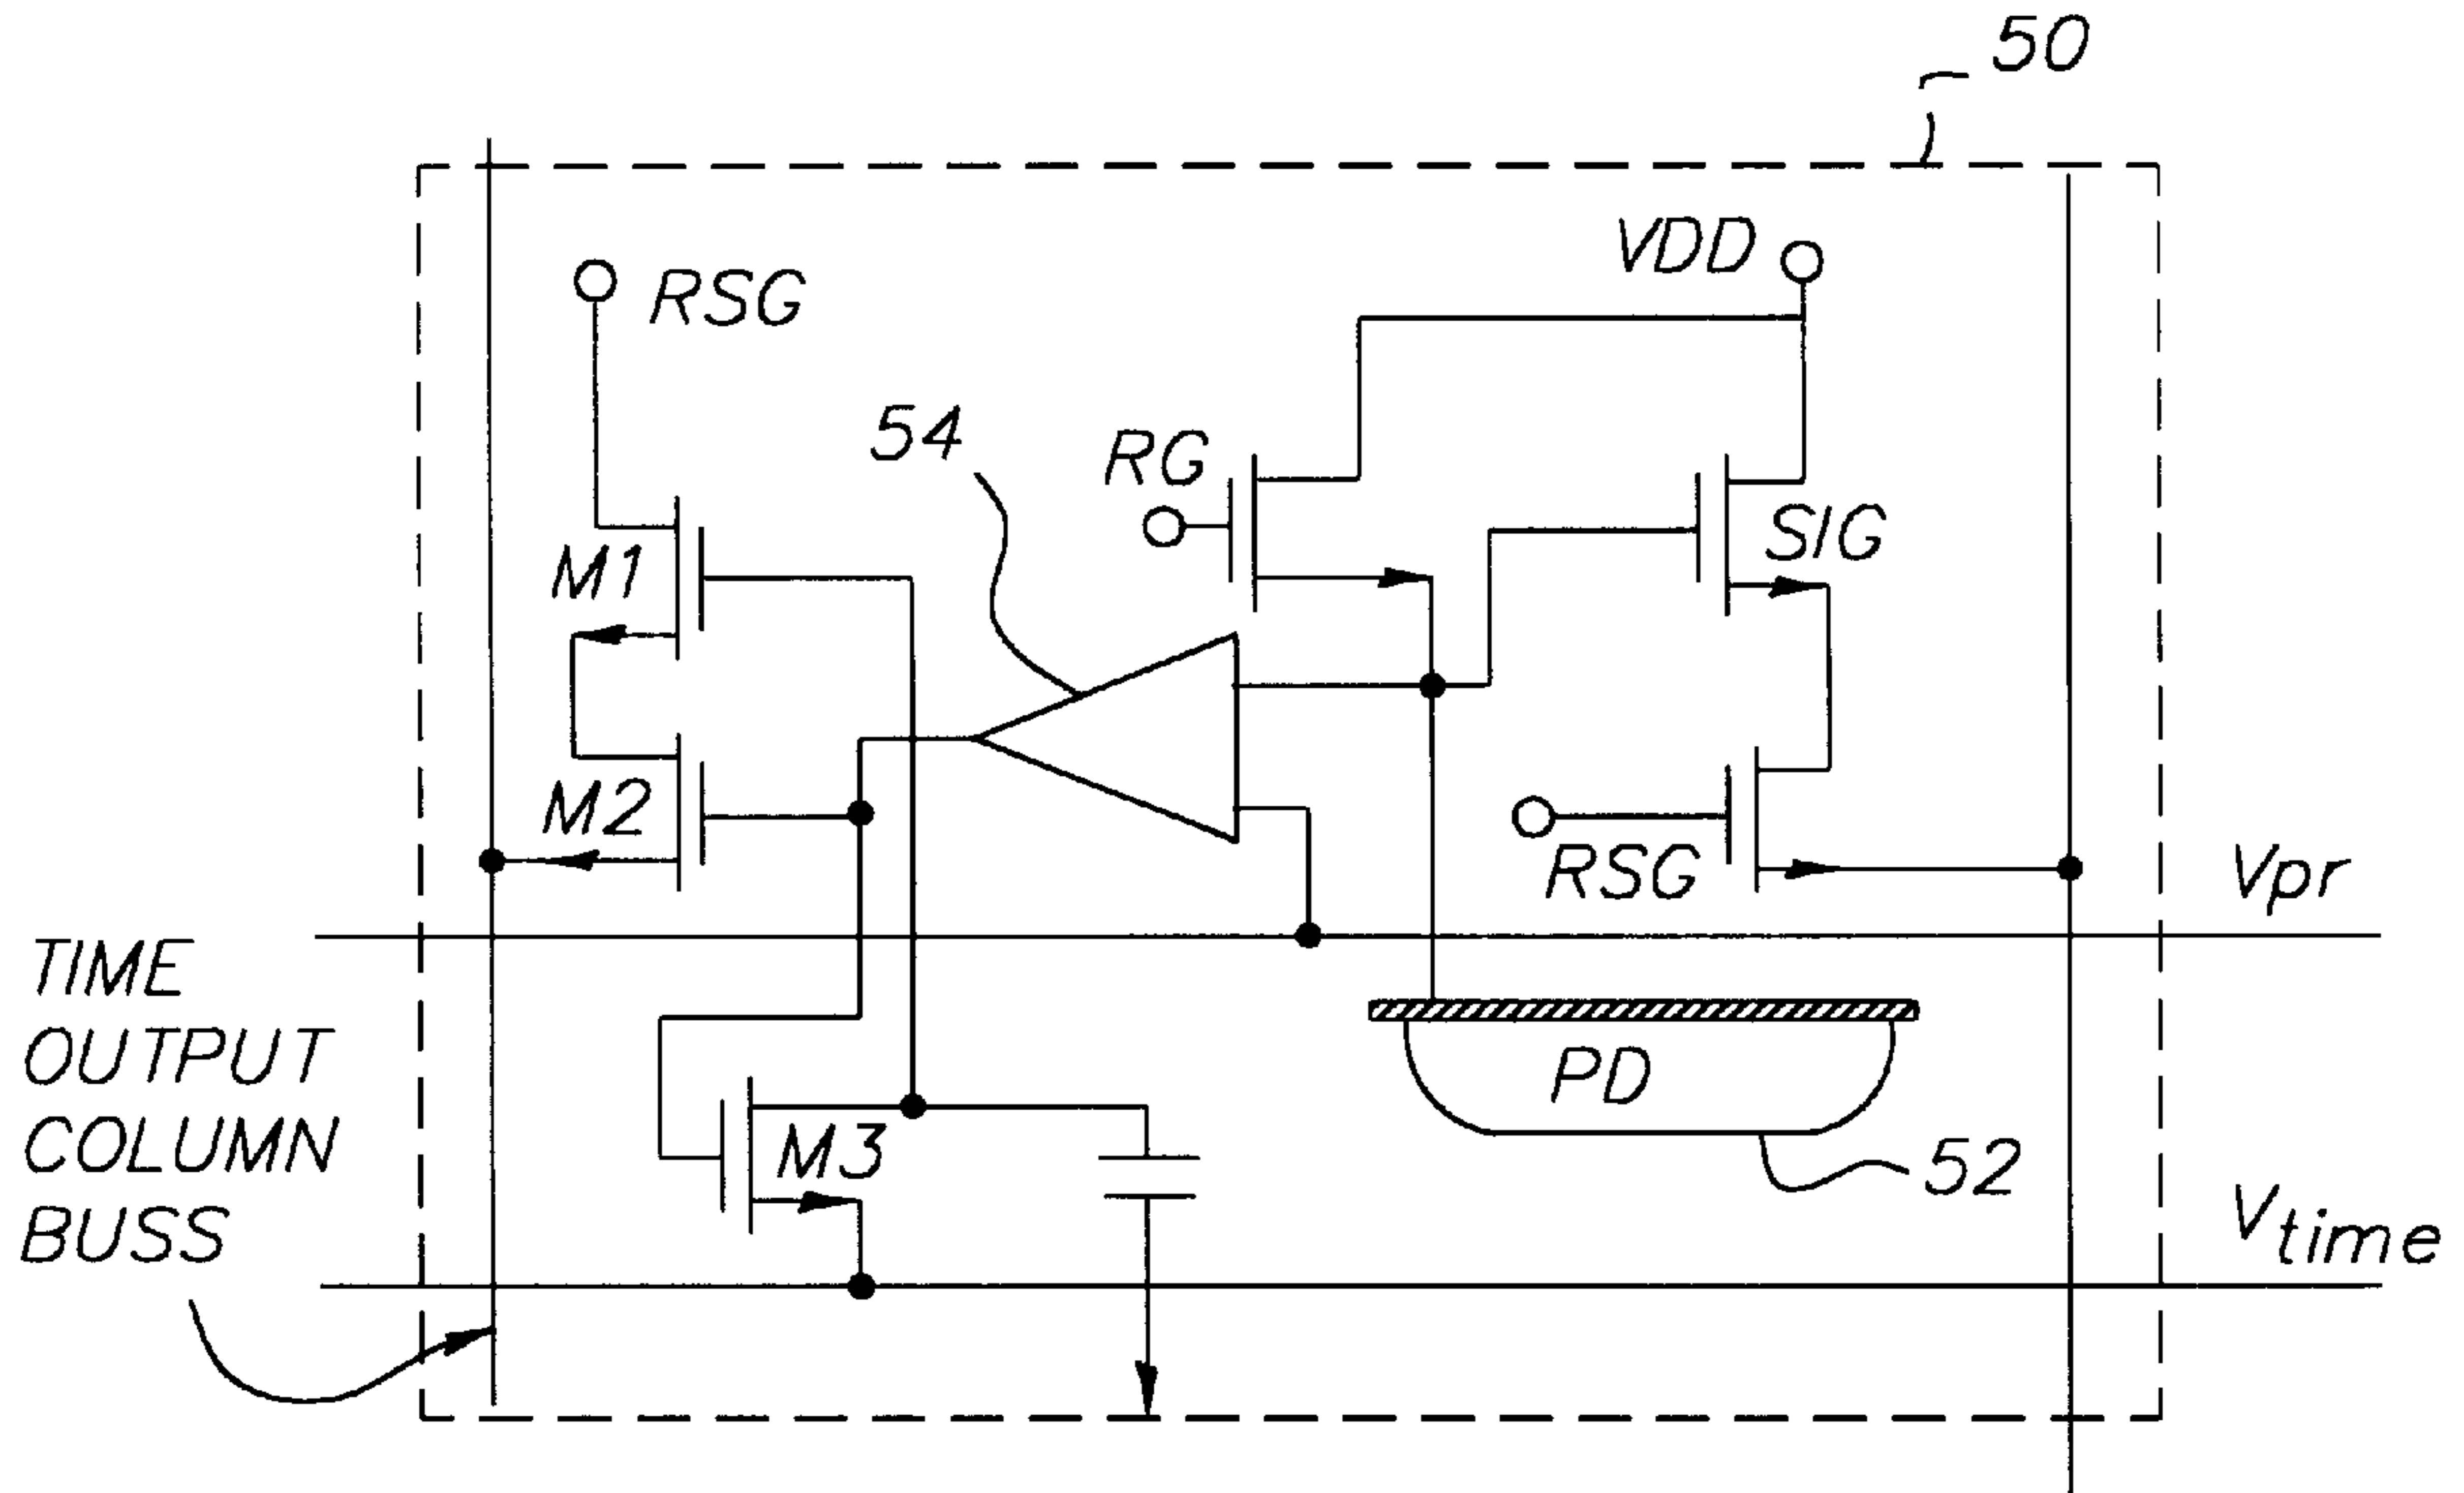 50
VDD
RSG
54
RG
SIG
M1
M2
RSG
Vpr
TIME
OUTPUT
COLUMN
BUSS
PD
M3
52
Vtime